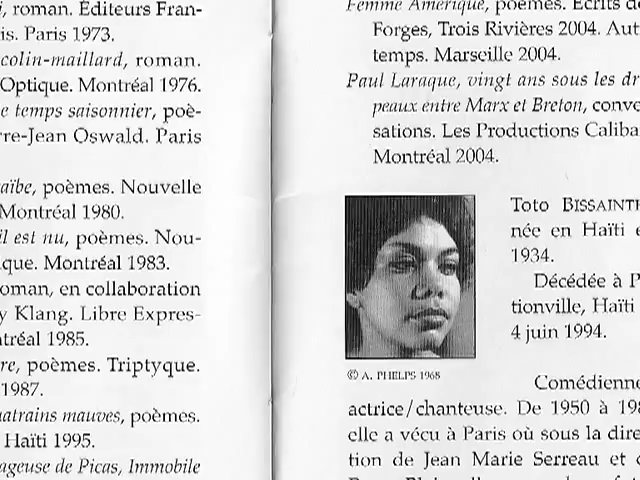 , roman. Éditeurs Fran-
is. Paris 1973.
colin-maillard, roman.
Optique. Montréal 1976.
e temps saisonnier, poè-
rre-Jean Oswald. Paris
aïbe, poèmes. Nouvelle
Montréal 1980.
il est nu, poèmes. Nou-
que. Montréal 1983.
oman, en collaboration
y Klang. Libre Expres-
tréal 1985.
re, poèmes. Triptyque.
1987.
uatrains mauves, poèmes.
Haïti 1995.
ageuse de Picas, Immobile
Femme Amérique, poèmes. Écrits de
Forges, Trois Rivières 2004. Aut
temps. Marseille 2004.
Paul Laraque, vingt ans sous les dr
peaux entre Marx et Breton, conve
sations. Les Productions Caliba
Montréal 2004.
Toto BISSAINTH
née en Haïti e
1934.
Décédée à P
tionville, Haïti
4 juin 1994.
© A. PHELPS 1968
Comédienne
actrice/chanteuse. De 1950 à 198
elle a vécu à Paris où sous la dire
tion de Jean Marie Serreau et